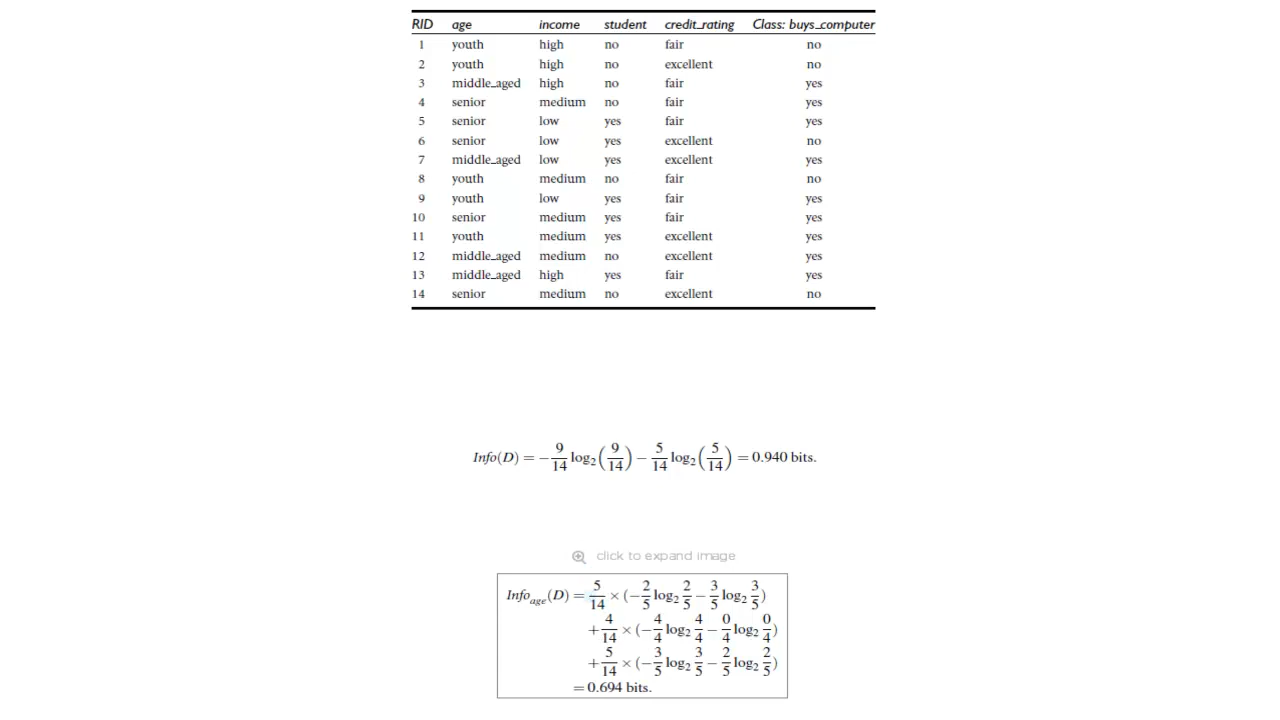 RID age income student credit_rating Class: buys_computer
1 youth high no fair no
2 youth high no excellent no
3 middle_aged high no fair yes
4 senior medium no fair yes
5 senior low yes fair yes
6 senior low yes excellent no
7 middle_aged low yes excellent yes
8 youth medium no fair no
9 youth low yes fair yes
10 senior medium yes fair yes
11 youth medium yes excellent yes
12 middle_aged medium no excellent yes
13 middle_aged high yes fair yes
14 senior medium no excellent no
Info(D) = −9/14 log₂(9/14) − 5/14 log₂(5/14) = 0.940 bits.
click to expand image
Info_age(D) = 5/14 × (−2/5 log₂ 2/5 − 3/5 log₂ 3/5)
+ 4/14 × (−4/4 log₂ 4/4 − 0/4 log₂ 0/4)
+ 5/14 × (−3/5 log₂ 3/5 − 2/5 log₂ 2/5)
= 0.694 bits.